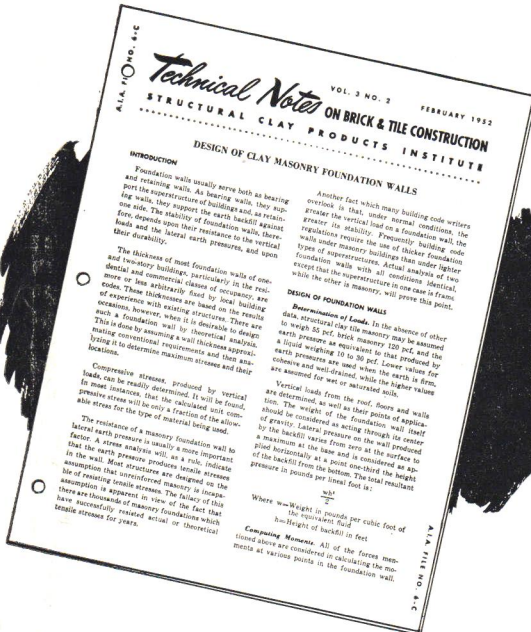 A.I.A. FILE NO. 6-C
Technical Notes
VOL. 3 NO. 2
FEBRUARY 1952
ON BRICK & TILE CONSTRUCTION
STRUCTURAL CLAY PRODUCTS INSTITUTE
DESIGN OF CLAY MASONRY FOUNDATION WALLS
INTRODUCTION
Foundation walls usually serve both as bearing
and retaining walls. As bearing walls, they sup-
port the superstructure of buildings and, as retain-
ing walls, they support the earth backfill against
one side. The stability of foundation walls, there-
fore, depends upon their resistance to the vertical
loads and the lateral earth pressures, and upon
their durability.
The thickness of most foundation walls of one-
and two-story buildings, particularly in the resi-
dential and commercial classes of occupancy, are
more or less arbitrarily fixed by local building
codes. These thicknesses are based on the results
of experience with existing structures. There are
occasions, however, when it is desirable to design
such a foundation wall by theoretical analysis.
This is done by assuming a wall thickness approxi-
mating conventional requirements and then ana-
lyzing it to determine maximum stresses and their
locations.
Compressive stresses, produced by vertical
loads, can be readily determined. It will be found,
in most instances, that the calculated unit com-
pressive stress will be only a fraction of the allow-
able stress for the type of material being used.
The resistance of a masonry foundation wall to
lateral earth pressure is usually a more important
factor. A stress analysis will, as a rule, indicate
that the earth pressure produces tensile stresses
in the wall. Most structures are designed on the
assumption that unreinforced masonry is incapa-
ble of resisting tensile stresses. The fallacy of this
assumption is apparent in view of the fact that
there are thousands of masonry foundations which
have successfully resisted actual or theoretical
tensile stresses for years.
Another fact which many building code writers
overlook is that, under normal conditions, the
greater the vertical load on a foundation wall, the
greater its stability. Frequently building code
regulations require the use of thicker foundation
walls under masonry buildings than under lighter
types of superstructures. Actual analysis of two
foundation walls with all conditions identical,
except that the superstructure in one case is frame
while the other is masonry, will prove this point.
DESIGN OF FOUNDATION WALLS
Determination of Loads. In the absence of other
data, structural clay tile masonry may be assumed
to weigh 55 pcf, brick masonry 120 pcf, and the
earth pressure as equivalent to that produced by
a liquid weighing 10 to 30 pcf. Lower values for
earth pressures are used when the earth is firm,
cohesive and well-drained, while the higher values
are assumed for wet or saturated soils.
Vertical loads from the roof, floors and walls
are determined, as well as their points of applica-
tion. The weight of the foundation wall itself
should be considered as acting through its center
of gravity. Lateral pressure on the wall produced
by the backfill varies from zero at the surface to
a maximum at the base and is considered as ap-
plied horizontally at a point one-third the height
of the backfill from the bottom. The total resultant
pressure in pounds per lineal foot is:
wh²
2
Where w=Weight in pounds per cubic foot of
the equivalent fluid
h=Height of backfill in feet
Computing Moments. All of the forces men-
tioned above are considered in calculating the mo-
ments at various points in the foundation wall.
A.I.A. FILE NO. 6-C